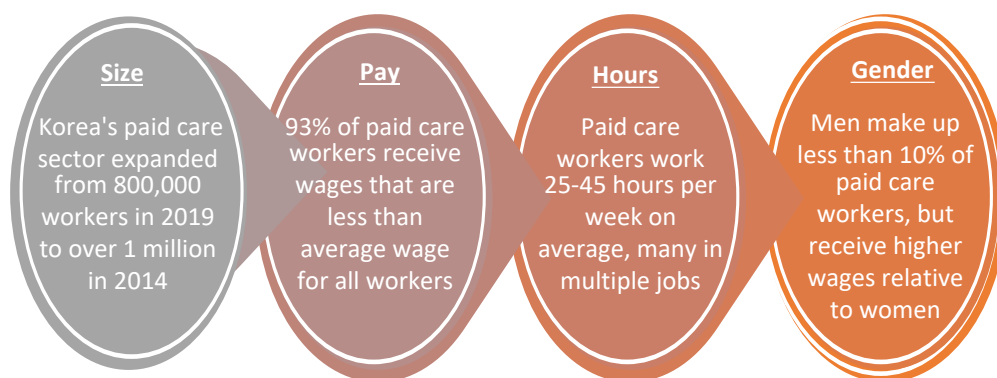 Size
Korea's paid care
sector expanded
from 800,000
workers in 2019
to over 1 million
in 2014
Pay
93% of paid care
workers receive
wages that are
less than
average wage
for all workers
Hours
Paid care
workers work
25-45 hours per
week on
average, many in
multiple jobs
Gender
Men make up
less than 10% of
paid care
workers, but
receive higher
wages relative
to women